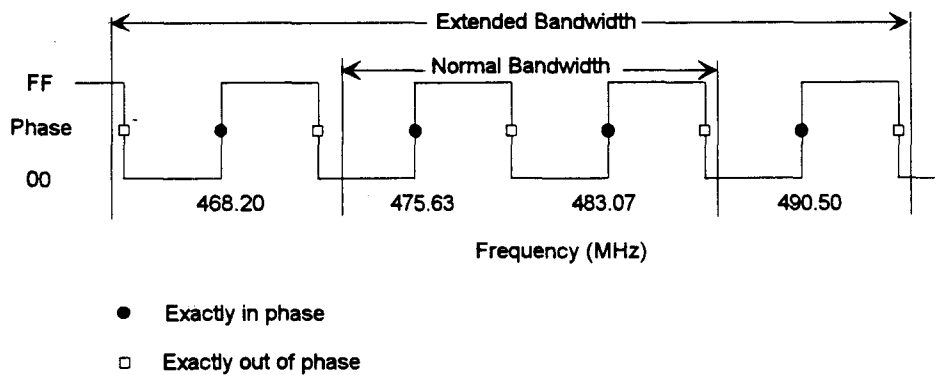 Extended Bandwidth
Normal Bandwidth
FF
Phase
00
468.20 475.63 483.07 490.50
Frequency (MHz)
Exactly in phase
Exactly out of phase